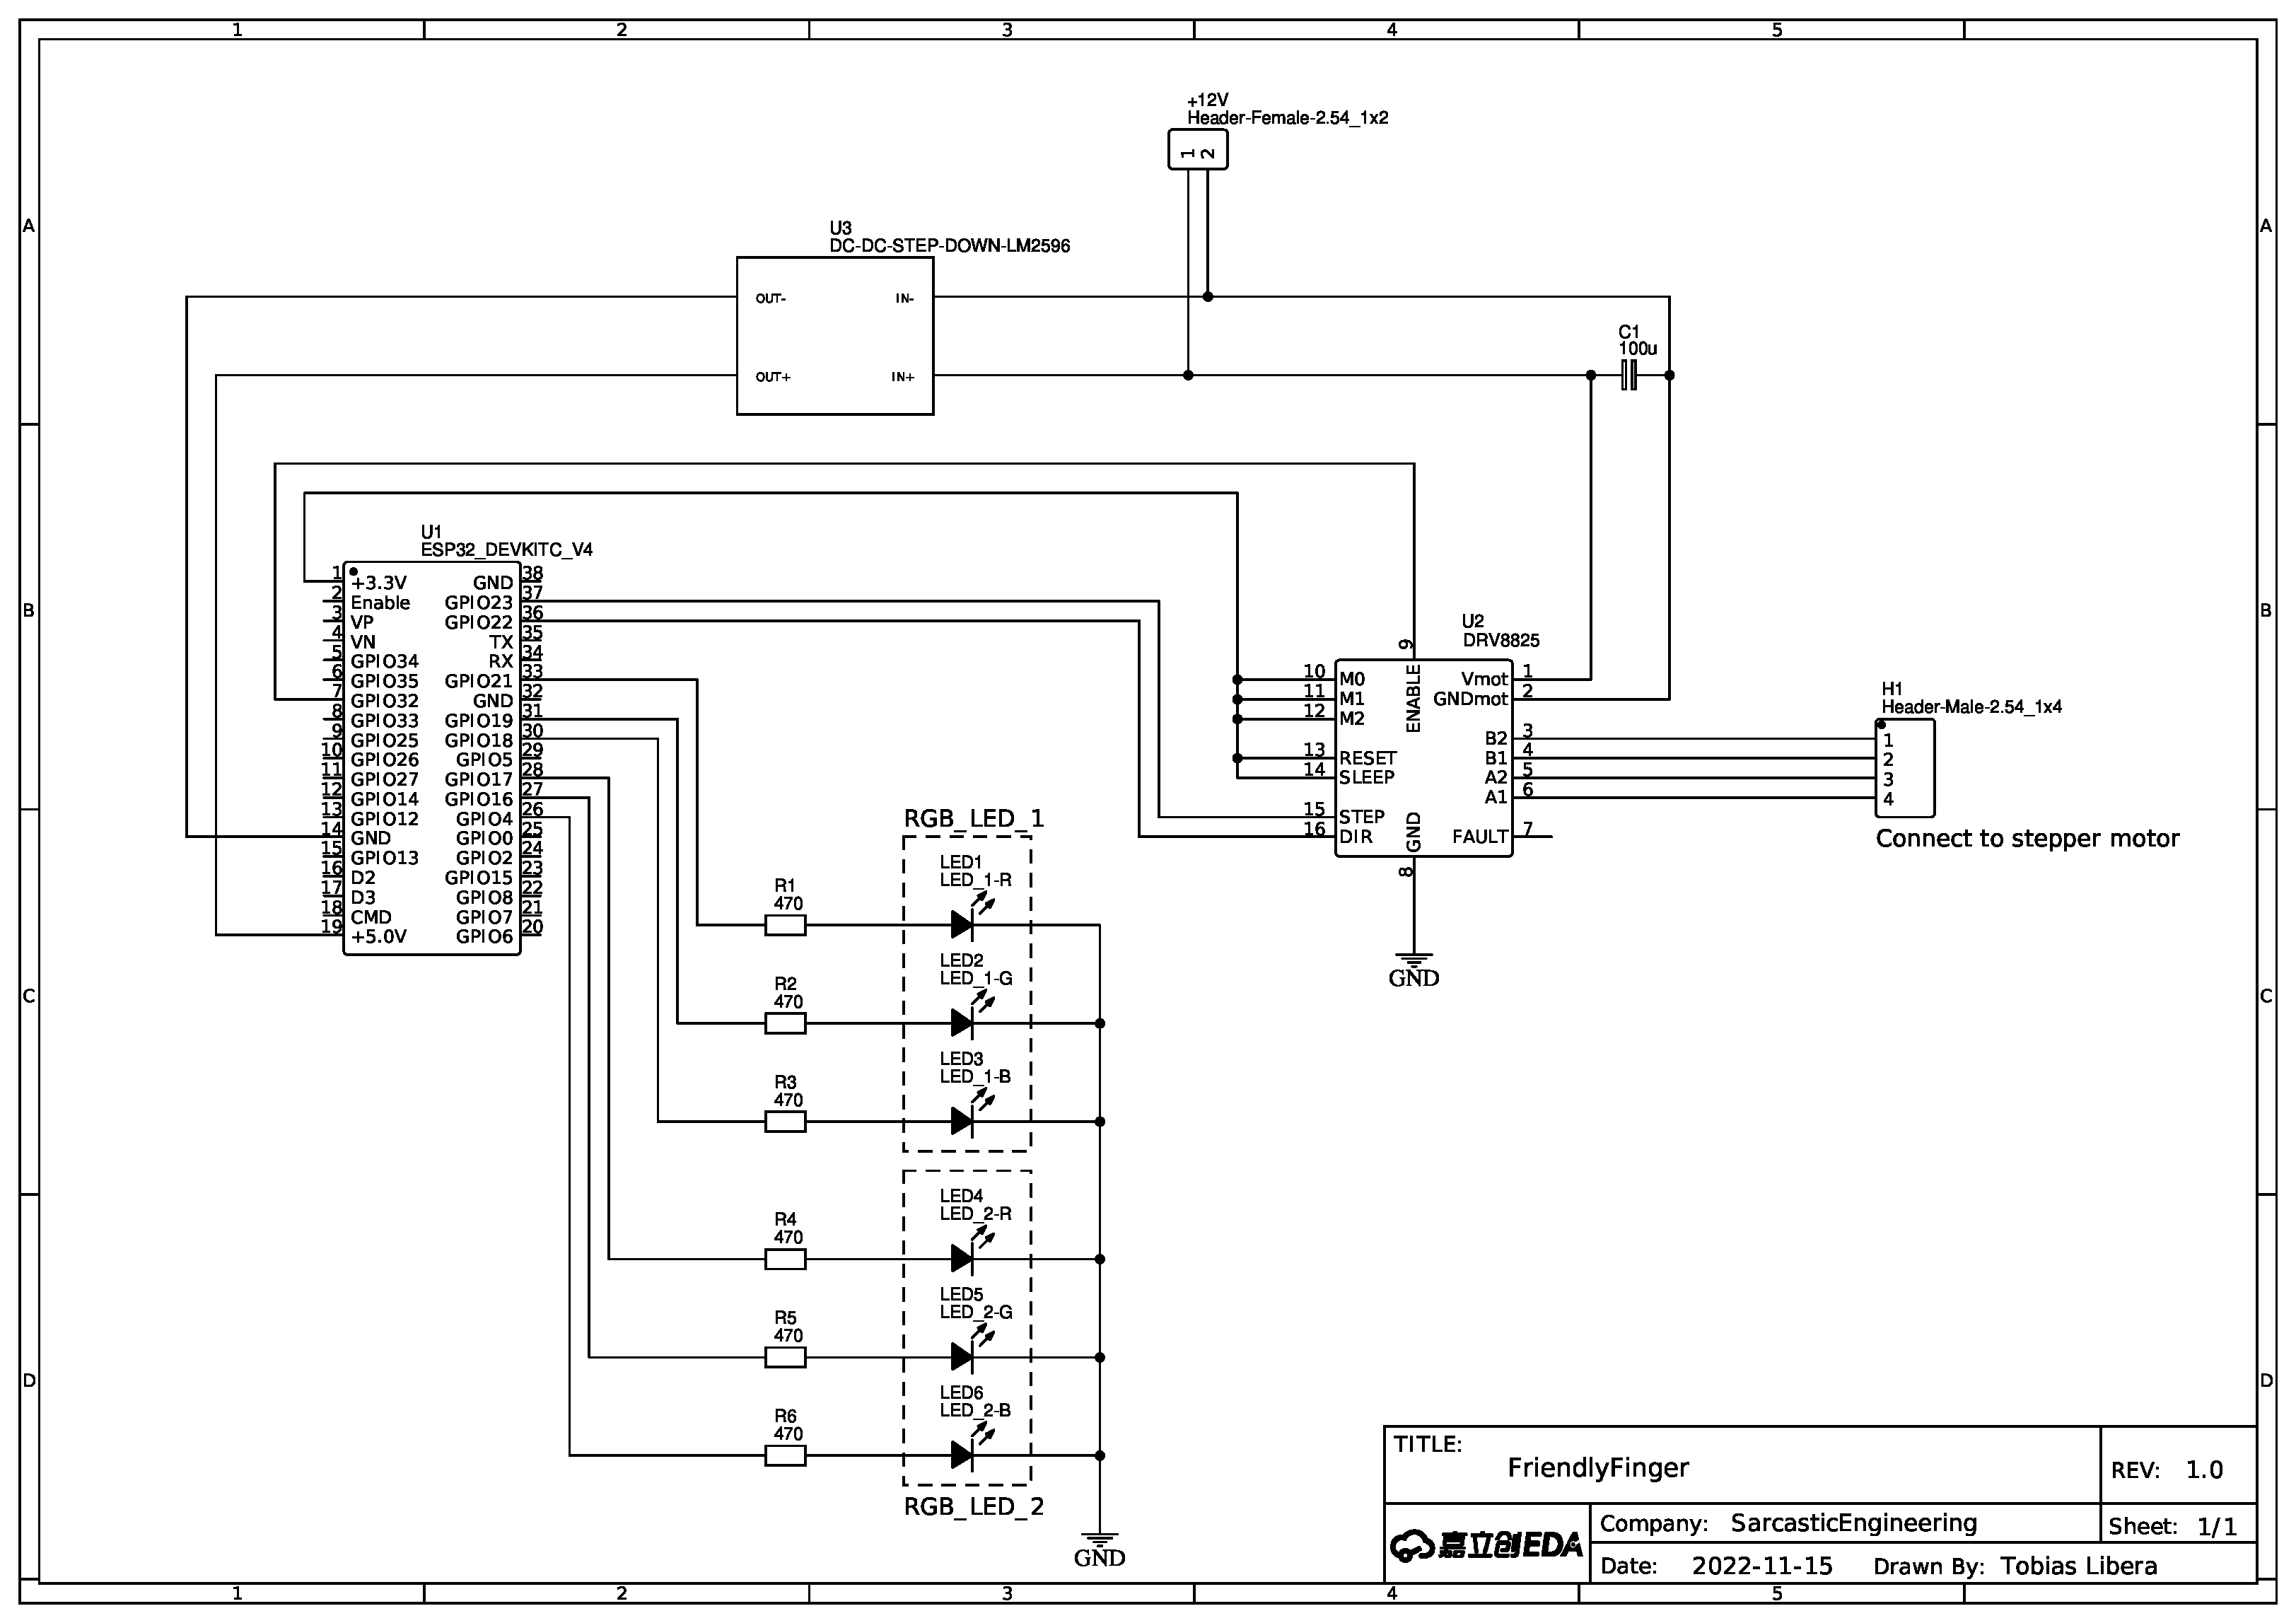 1 2 3 4 5
A A
B B
C C
D D
+12V
Header-Female-2.54_1x2
1 2
U3
DC-DC-STEP-DOWN-LM2596
OUT- IN-
OUT+ IN+
C1
100u
U1
ESP32_DEVKITC_V4
1 +3.3V GND 38
2 Enable GPIO23 37
3 VP GPIO22 36
4 VN TX 35
5 GPIO34 RX 34
6 GPIO35 GPIO21 33
7 GPIO32 GND 32
8 GPIO33 GPIO19 31
9 GPIO25 GPIO18 30
10 GPIO26 GPIO5 29
11 GPIO27 GPIO17 28
12 GPIO14 GPIO16 27
13 GPIO12 GPIO4 26
14 GND GPIO0 25
15 GPIO13 GPIO2 24
16 D2 GPIO15 23
17 D3 GPIO8 22
18 CMD GPIO7 21
19 +5.0V GPIO6 20
U2
DRV8825
9 ENABLE
10 M0 Vmot 1
11 M1 GNDmot 2
12 M2 B2 3
13 RESET B1 4
14 SLEEP A2 5
A1 6
15 STEP
16 DIR FAULT 7
GND 8
GND
H1
Header-Male-2.54_1x4
1
2
3
4
Connect to stepper motor
RGB_LED_1
R1
470
LED1
LED_1-R
R2
470
LED2
LED_1-G
R3
470
LED3
LED_1-B
R4
470
LED4
LED_2-R
R5
470
LED5
LED_2-G
R6
470
LED6
LED_2-B
RGB_LED_2
GND
TITLE:
FriendlyFinger
REV: 1.0
嘉立创EDA
Company: SarcasticEngineering
Sheet: 1/1
Date: 2022-11-15 Drawn By: Tobias Libera
1 2 3 4 5